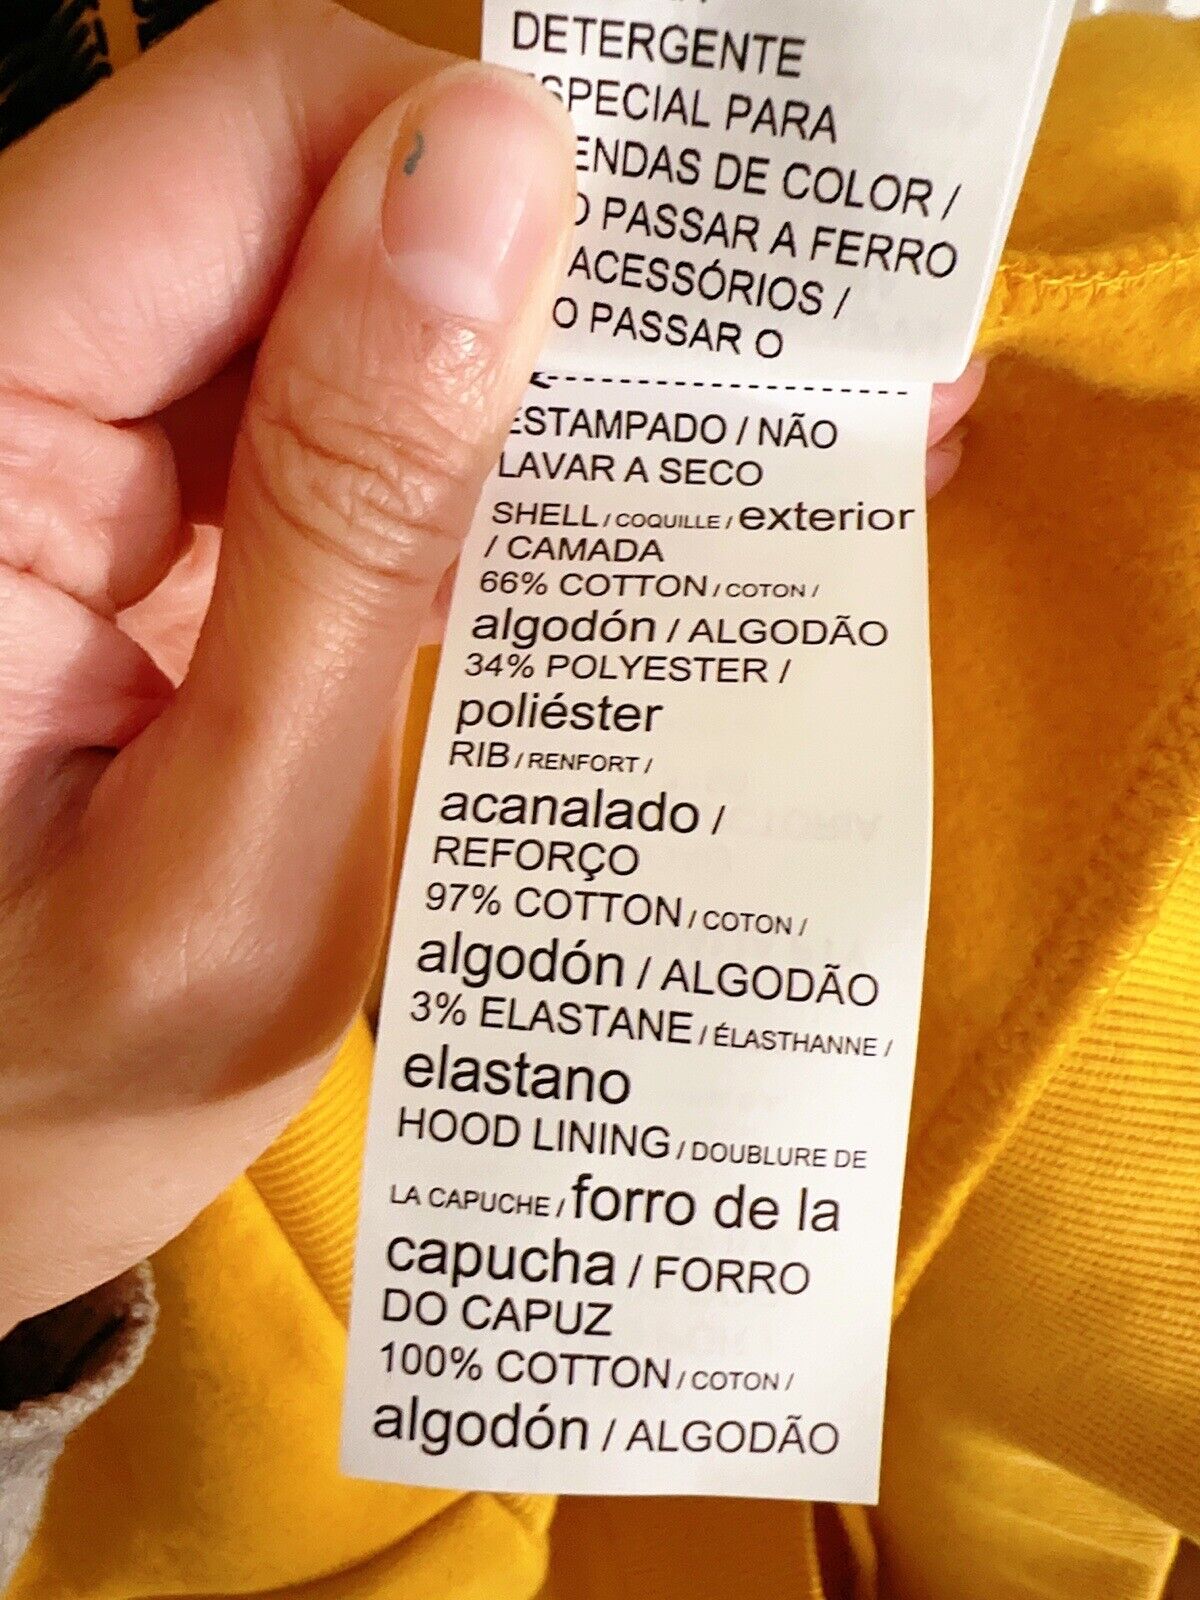 DETERGENTE
ESPECIAL PARA
DE COLOR /
PASSAR A FERRO
ACESSÓRIOS /
PASSAR O
ESTAMPADO / NÃO
LAVAR A SECO
SHELL / COQUILLE / exterior
/ CAMADA
66% COTTON / COTON /
algodón / ALGODÃO
34% POLYESTER /
poliéster
RIB / RENFORT /
acanalado /
REFORÇO
97% COTTON / COTON /
algodón / ALGODÃO
3% ELASTANE / ÉLASTHANNE /
elastano
HOOD LINING / DOUBLURE DE
LA CAPUCHE / forro de la
capucha / FORRO
DO CAPUZ
100% COTTON / COTON /
algodón / ALGODÃO